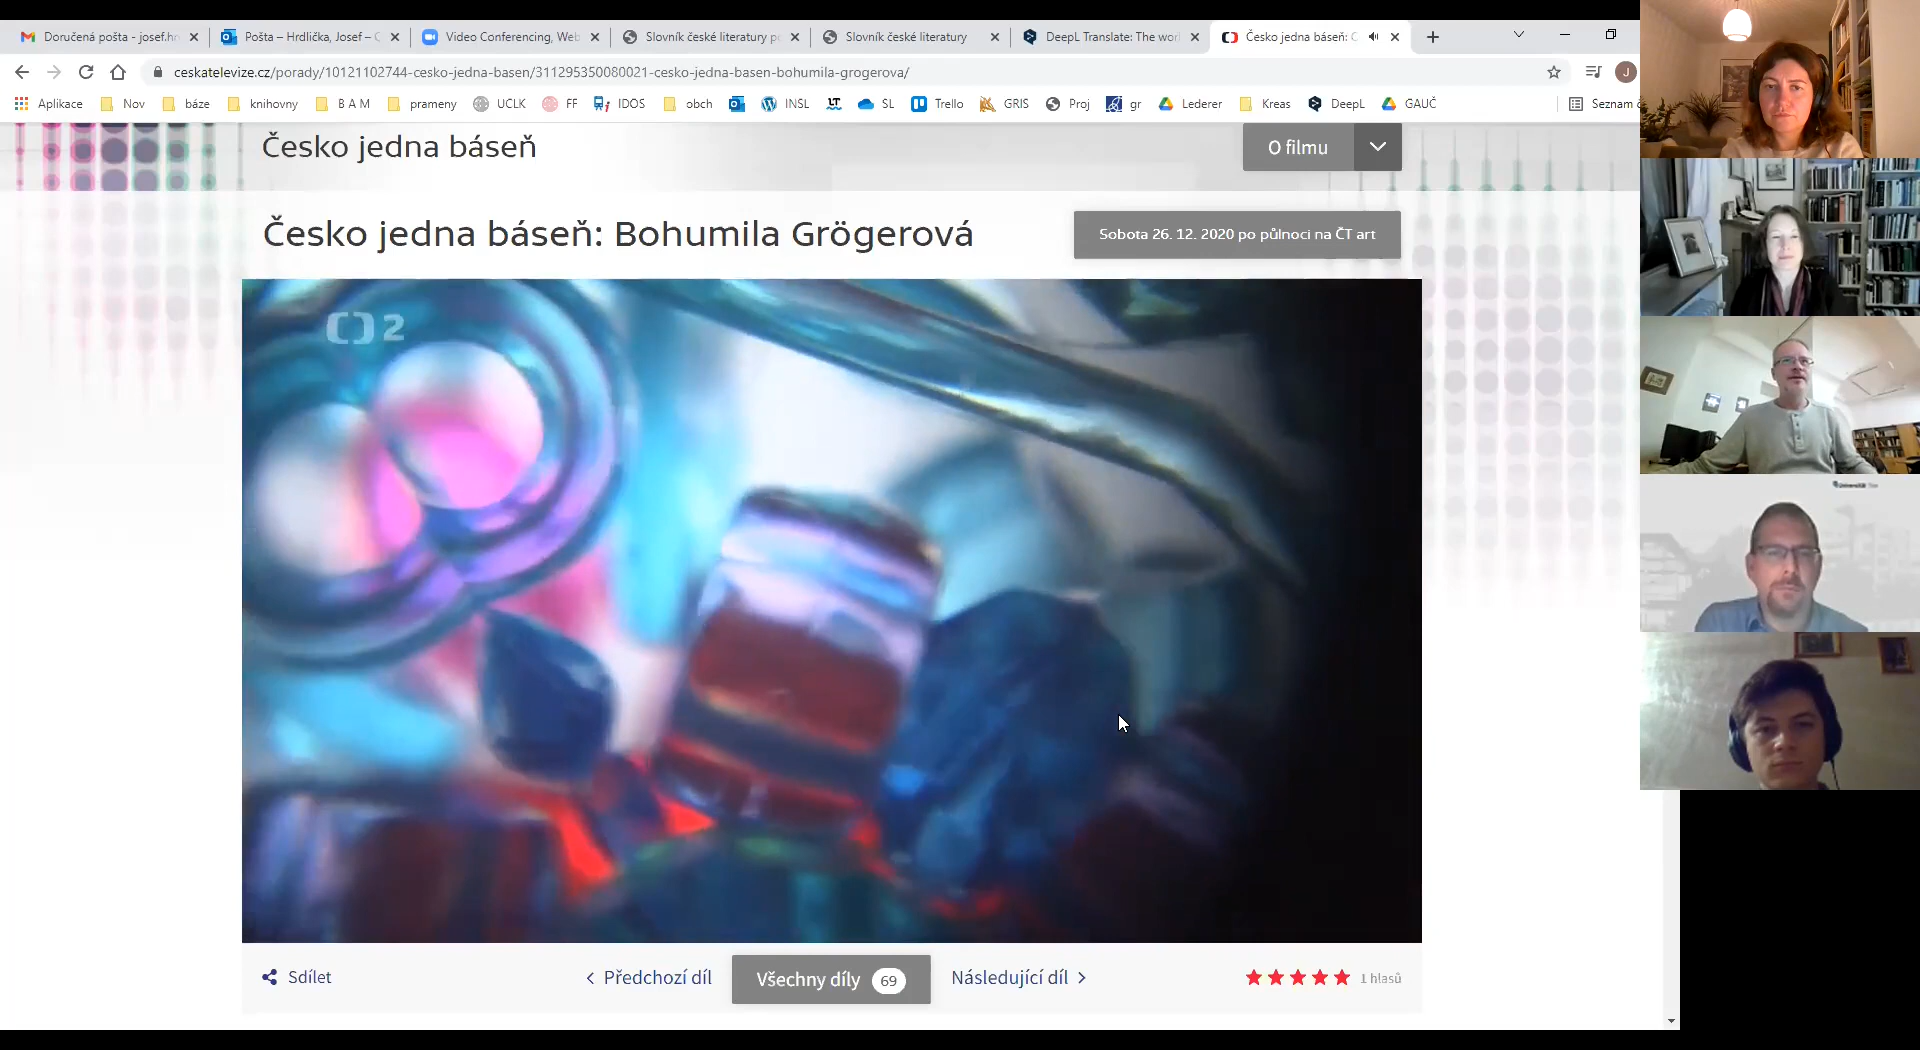 Doručená pošta - josef.hr
Pošta – Hrdlička, Josef –
Video Conferencing, Web
Slovník české literatury po
Slovník české literatury
DeepL Translate: The wor
Česko jedna báseň:
ceskatelevize.cz/porady/10121102744-cesko-jedna-basen/311295350080021-cesko-jedna-basen-bohumila-grogerova/
J
Aplikace
Nov
báze
knihovny
B A M
prameny
UCLK
FF
IDOS
obch
INSL
SL
Trello
GRIS
Proj
gr
Lederer
Kreas
DeepL
GAUČ
Seznam
Česko jedna báseň
O filmu
Česko jedna báseň: Bohumila Grögerová
Sobota 26. 12. 2020 po půlnoci na ČT art
2
Sdílet
Předchozí díl
Všechny díly 69
Následující díl
1 hlasů